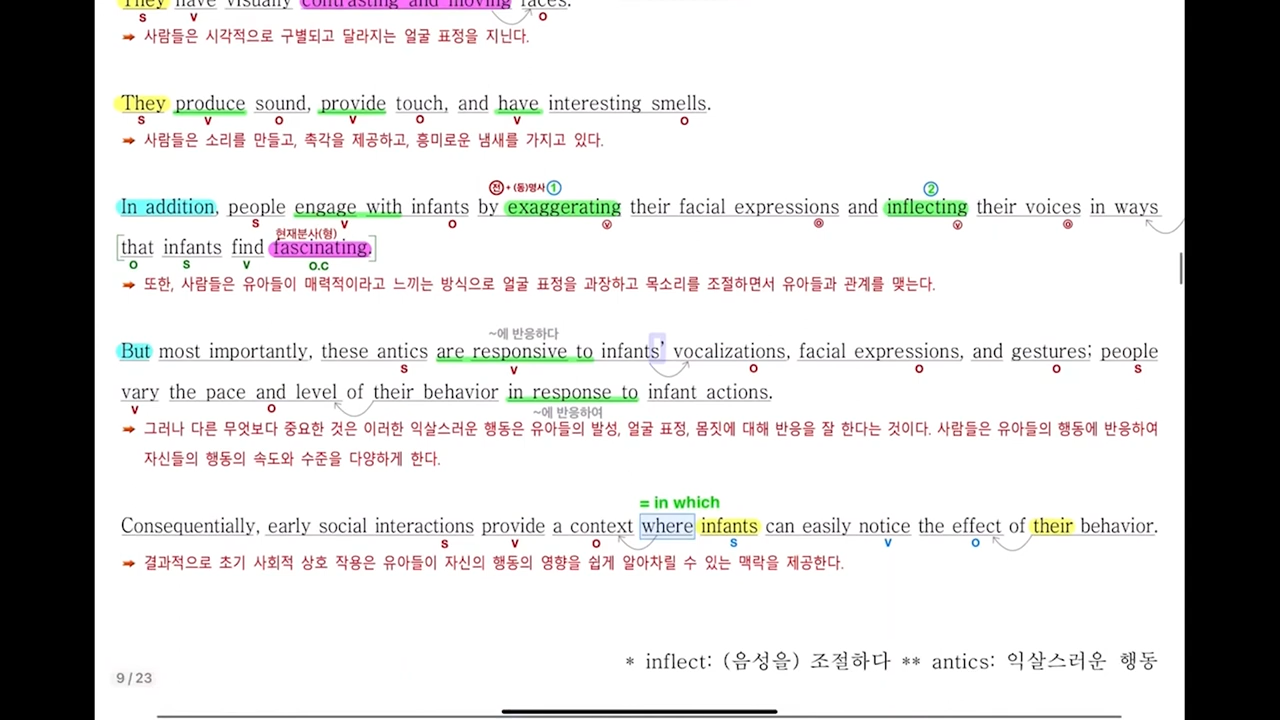 They have visually contrasting and moving faces.
S V O
➡ 사람들은 시각적으로 구별되고 달라지는 얼굴 표정을 지닌다.
They produce sound, provide touch, and have interesting smells.
S V O V O V O
➡ 사람들은 소리를 만들고, 촉각을 제공하고, 흥미로운 냄새를 가지고 있다.
전 + (동)명사 ① ②
In addition, people engage with infants by exaggerating their facial expressions and inflecting their voices in ways
S V O ⓥ ⓞ ⓥ ⓞ
현재분사(형)
[that infants find fascinating.]
O S V O.C
➡ 또한, 사람들은 유아들이 매력적이라고 느끼는 방식으로 얼굴 표정을 과장하고 목소리를 조절하면서 유아들과 관계를 맺는다.
~에 반응하다
But most importantly, these antics are responsive to infants' vocalizations, facial expressions, and gestures; people
S V O O O S
vary the pace and level of their behavior in response to infant actions.
V O ~에 반응하여
➡ 그러나 다른 무엇보다 중요한 것은 이러한 익살스러운 행동은 유아들의 발성, 얼굴 표정, 몸짓에 대해 반응을 잘 한다는 것이다. 사람들은 유아들의 행동에 반응하여
자신들의 행동의 속도와 수준을 다양하게 한다.
= in which
Consequentially, early social interactions provide a context where infants can easily notice the effect of their behavior.
S V O S V O
➡ 결과적으로 초기 사회적 상호 작용은 유아들이 자신의 행동의 영향을 쉽게 알아차릴 수 있는 맥락을 제공한다.
* inflect: (음성을) 조절하다 ** antics: 익살스러운 행동
9 / 23